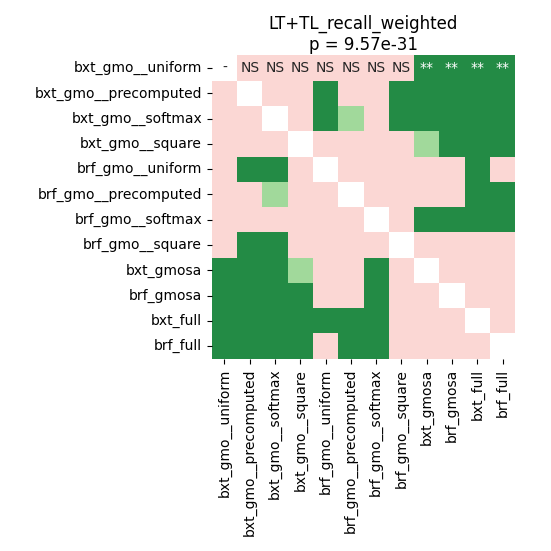 LT+TL_recall_weighted
p = 9.57e-31
bxt_gmo__uniform - NS NS NS NS NS NS NS ** ** ** **
bxt_gmo__precomputed
bxt_gmo__softmax
bxt_gmo__square
brf_gmo__uniform
brf_gmo__precomputed
brf_gmo__softmax
brf_gmo__square
bxt_gmosa
brf_gmosa
bxt_full
brf_full
bxt_gmo__uniform
bxt_gmo__precomputed
bxt_gmo__softmax
bxt_gmo__square
brf_gmo__uniform
brf_gmo__precomputed
brf_gmo__softmax
brf_gmo__square
bxt_gmosa
brf_gmosa
bxt_full
brf_full